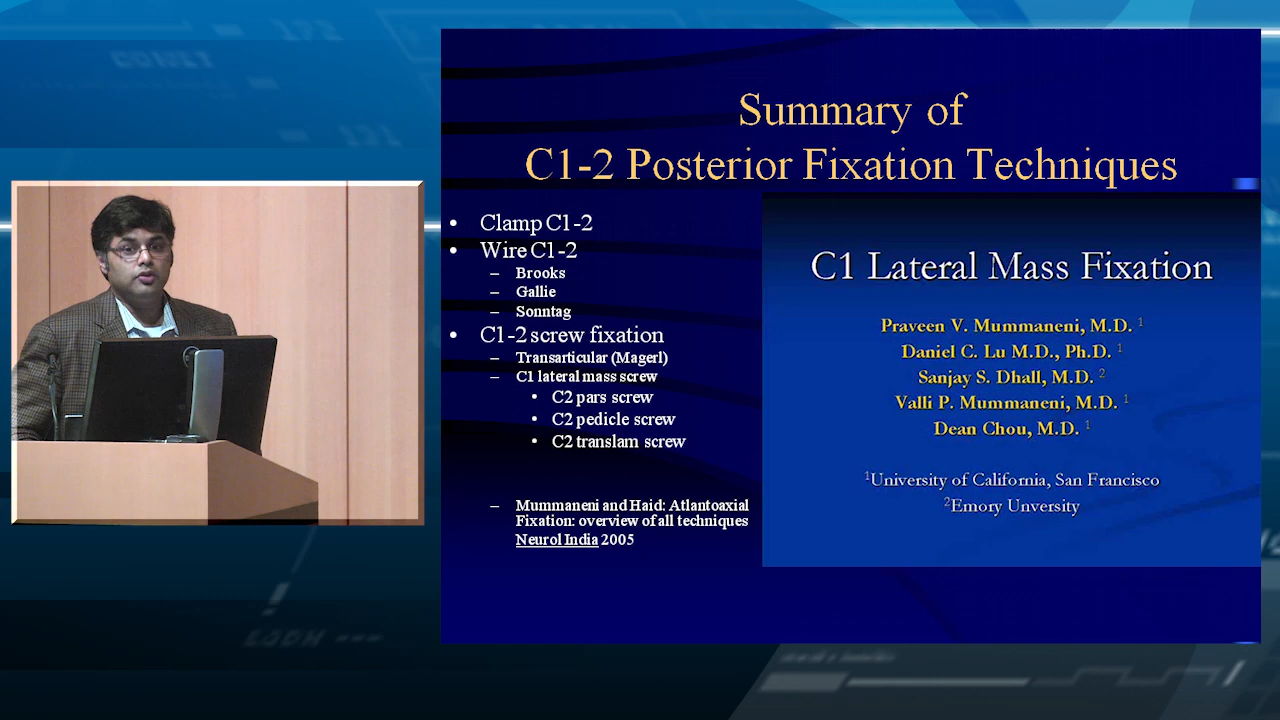 Summary of
C1-2 Posterior Fixation Techniques
• Clamp C1-2
• Wire C1-2
– Brooks
– Gallie
– Sonntag
• C1-2 screw fixation
– Transarticular (Magerl)
– C1 lateral mass screw
• C2 pars screw
• C2 pedicle screw
• C2 translam screw
– Mummaneni and Haid: Atlantoaxial
Fixation: overview of all techniques
Neurol India 2005
C1 Lateral Mass Fixation
Praveen V. Mummaneni, M.D. 1
Daniel C. Lu M.D., Ph.D. 1
Sanjay S. Dhall, M.D. 2
Valli P. Mummaneni, M.D. 1
Dean Chou, M.D. 1
1University of California, San Francisco
2Emory Unversity